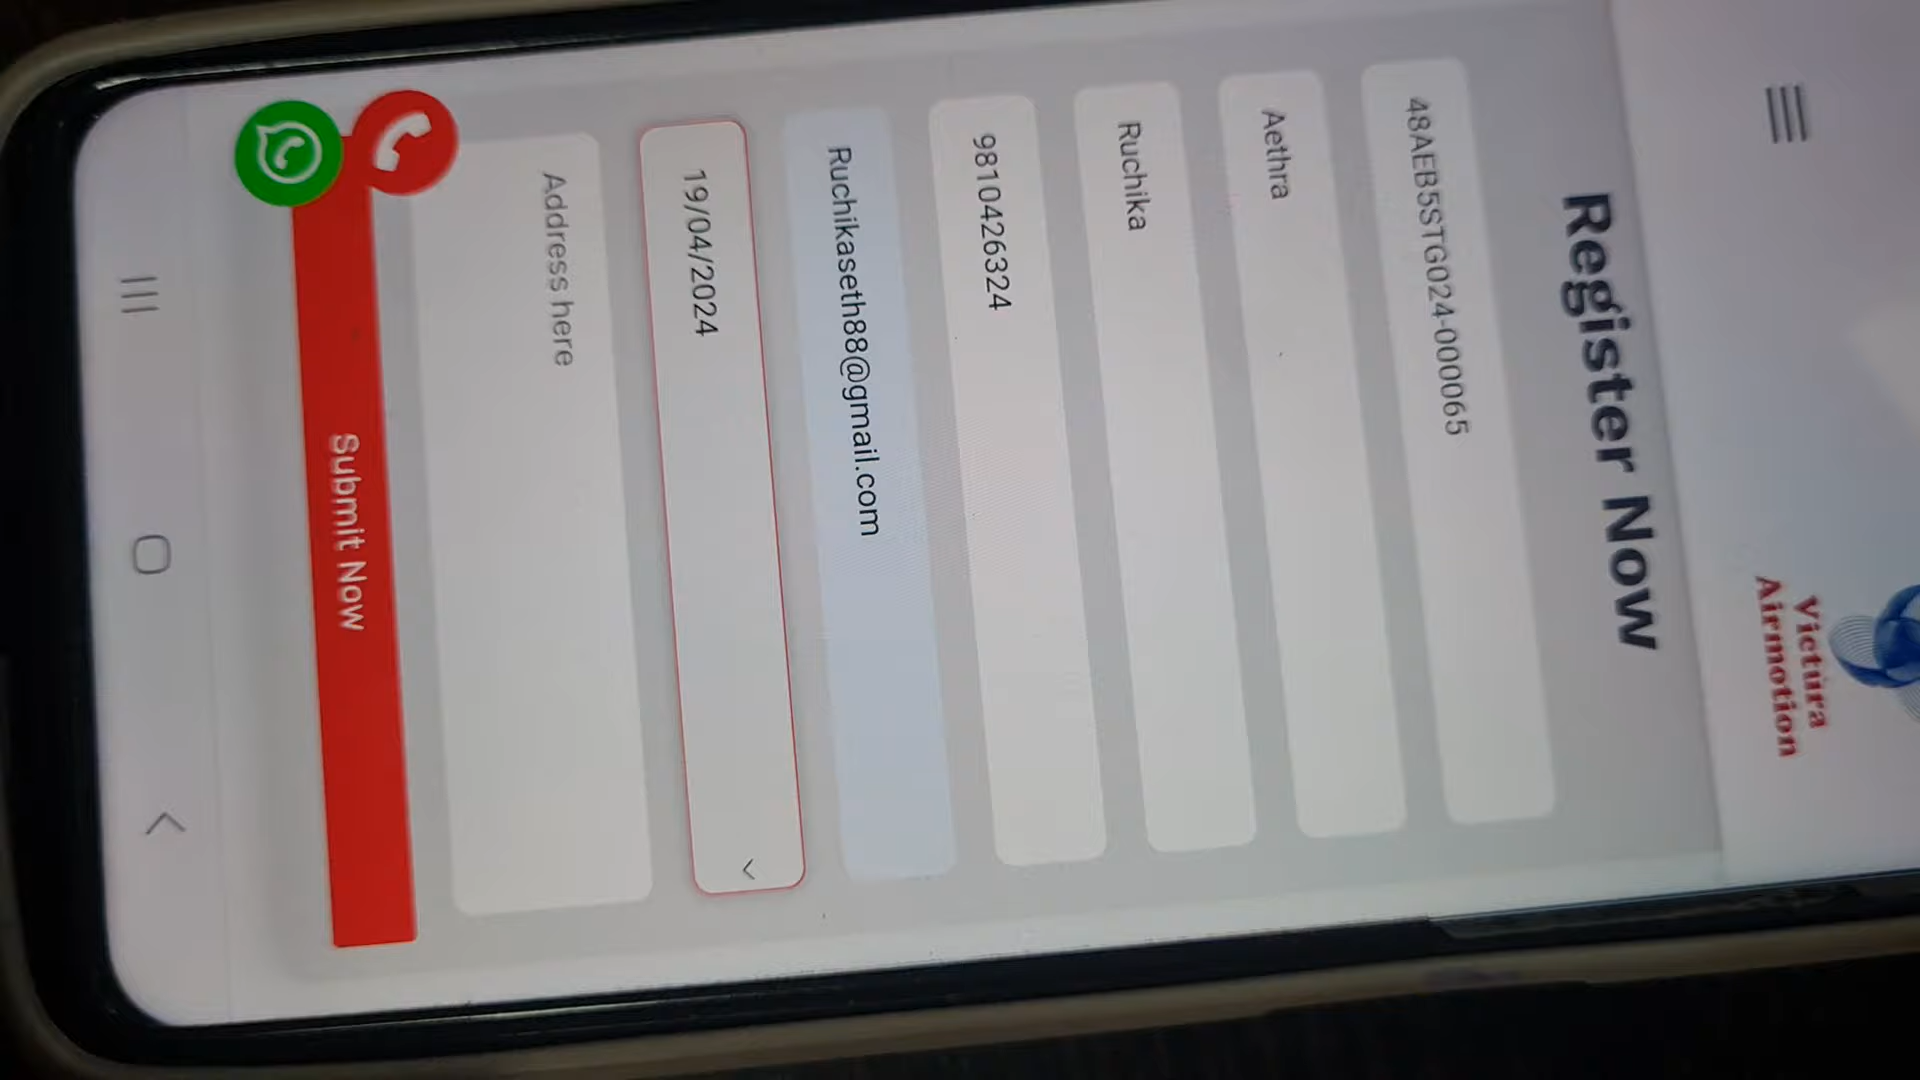 Victura
Airmotion
Register Now
48AEB5STG024-000065
Aethra
Ruchika
9810426324
Ruchikaseth88@gmail.com
19/04/2024
Address here
Submit Now